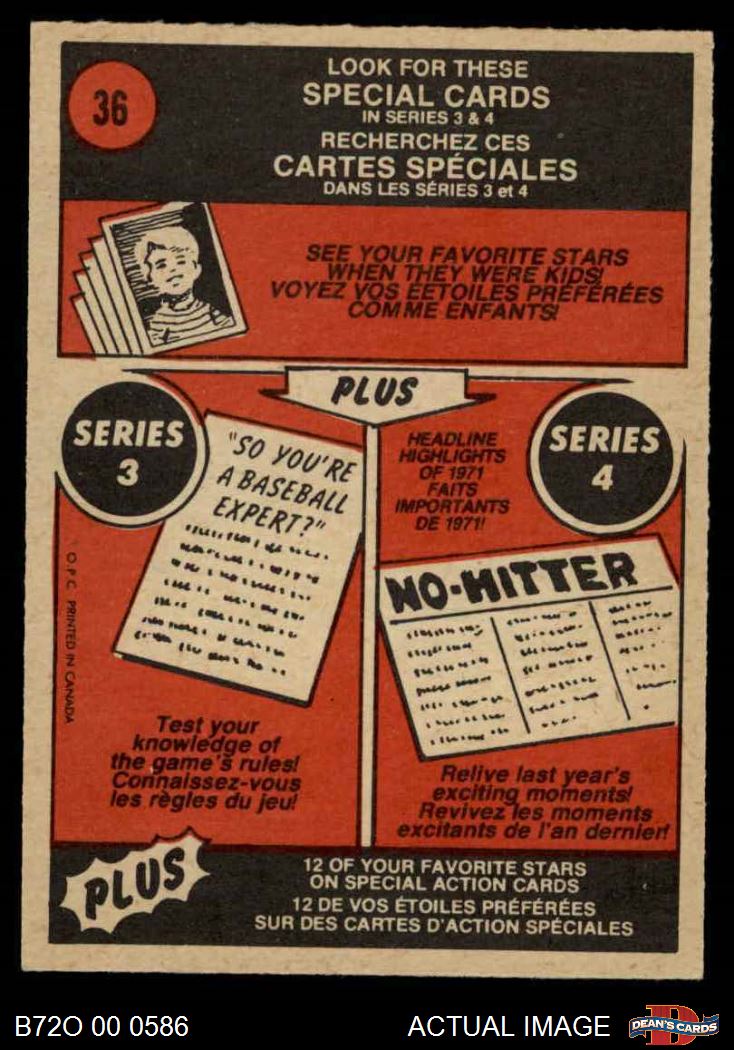 36
LOOK FOR THESE
SPECIAL CARDS
IN SERIES 3 & 4
RECHERCHEZ CES
CARTES SPÉCIALES
DANS LES SÉRIES 3 et 4
SEE YOUR FAVORITE STARS
WHEN THEY WERE KIDS!
VOYEZ VOS ÉETOILES PRÉFÉRÉES
COMME ENFANTS!
PLUS
SERIES
3
"SO YOU'RE
A BASEBALL
EXPERT?"
HEADLINE
HIGHLIGHTS
OF 1971
FAITS
IMPORTANTS
DE 1971!
SERIES
4
NO-HITTER
O.P.C. PRINTED IN CANADA
Test your
knowledge of
the game's rules!
Connaissez-vous
les règles du jeu!
Relive last year's
exciting moments!
Revivez les moments
excitants de l'an dernier!
PLUS
12 OF YOUR FAVORITE STARS
ON SPECIAL ACTION CARDS
12 DE VOS ÉTOILES PRÉFÉRÉES
SUR DES CARTES D'ACTION SPÉCIALES
B72O 00 0586
ACTUAL IMAGE
D
DEAN'S CARDS